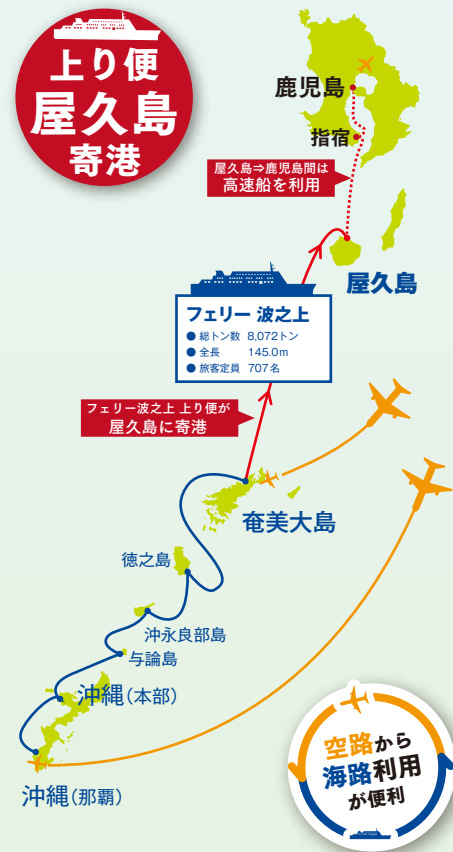 上り便
屋久島
寄港
鹿児島
指宿
屋久島⇒鹿児島間は
高速船を利用
屋久島
フェリー 波之上
● 総トン数 8,072トン
● 全長 145.0m
● 旅客定員 707名
フェリー波之上 上り便が
屋久島に寄港
奄美大島
徳之島
沖永良部島
与論島
沖縄(本部)
沖縄(那覇)
空路から
海路利用
が便利